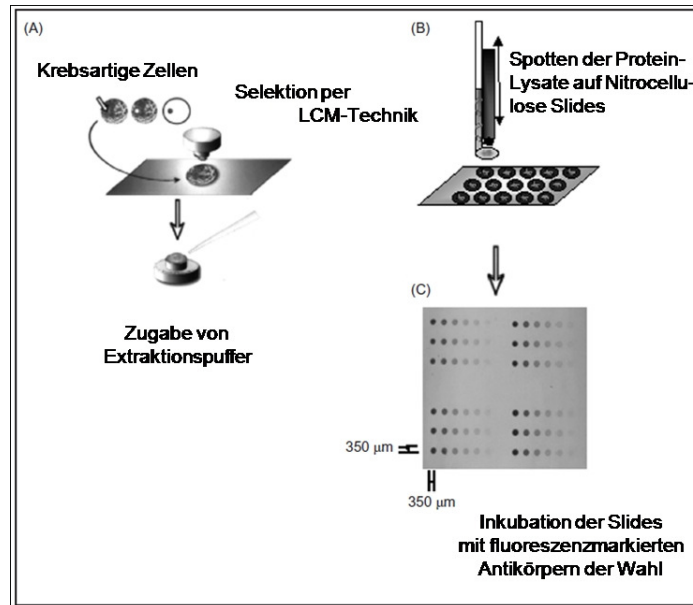 (A)
Krebsartige Zellen
Selektion per
LCM-Technik
Zugabe von
Extraktionspuffer
(B)
Spotten der Protein-
Lysate auf Nitrocellu-
lose Slides
(C)
350 µm
350 µm
Inkubation der Slides
mit fluoreszenzmarkierten
Antikörpern der Wahl